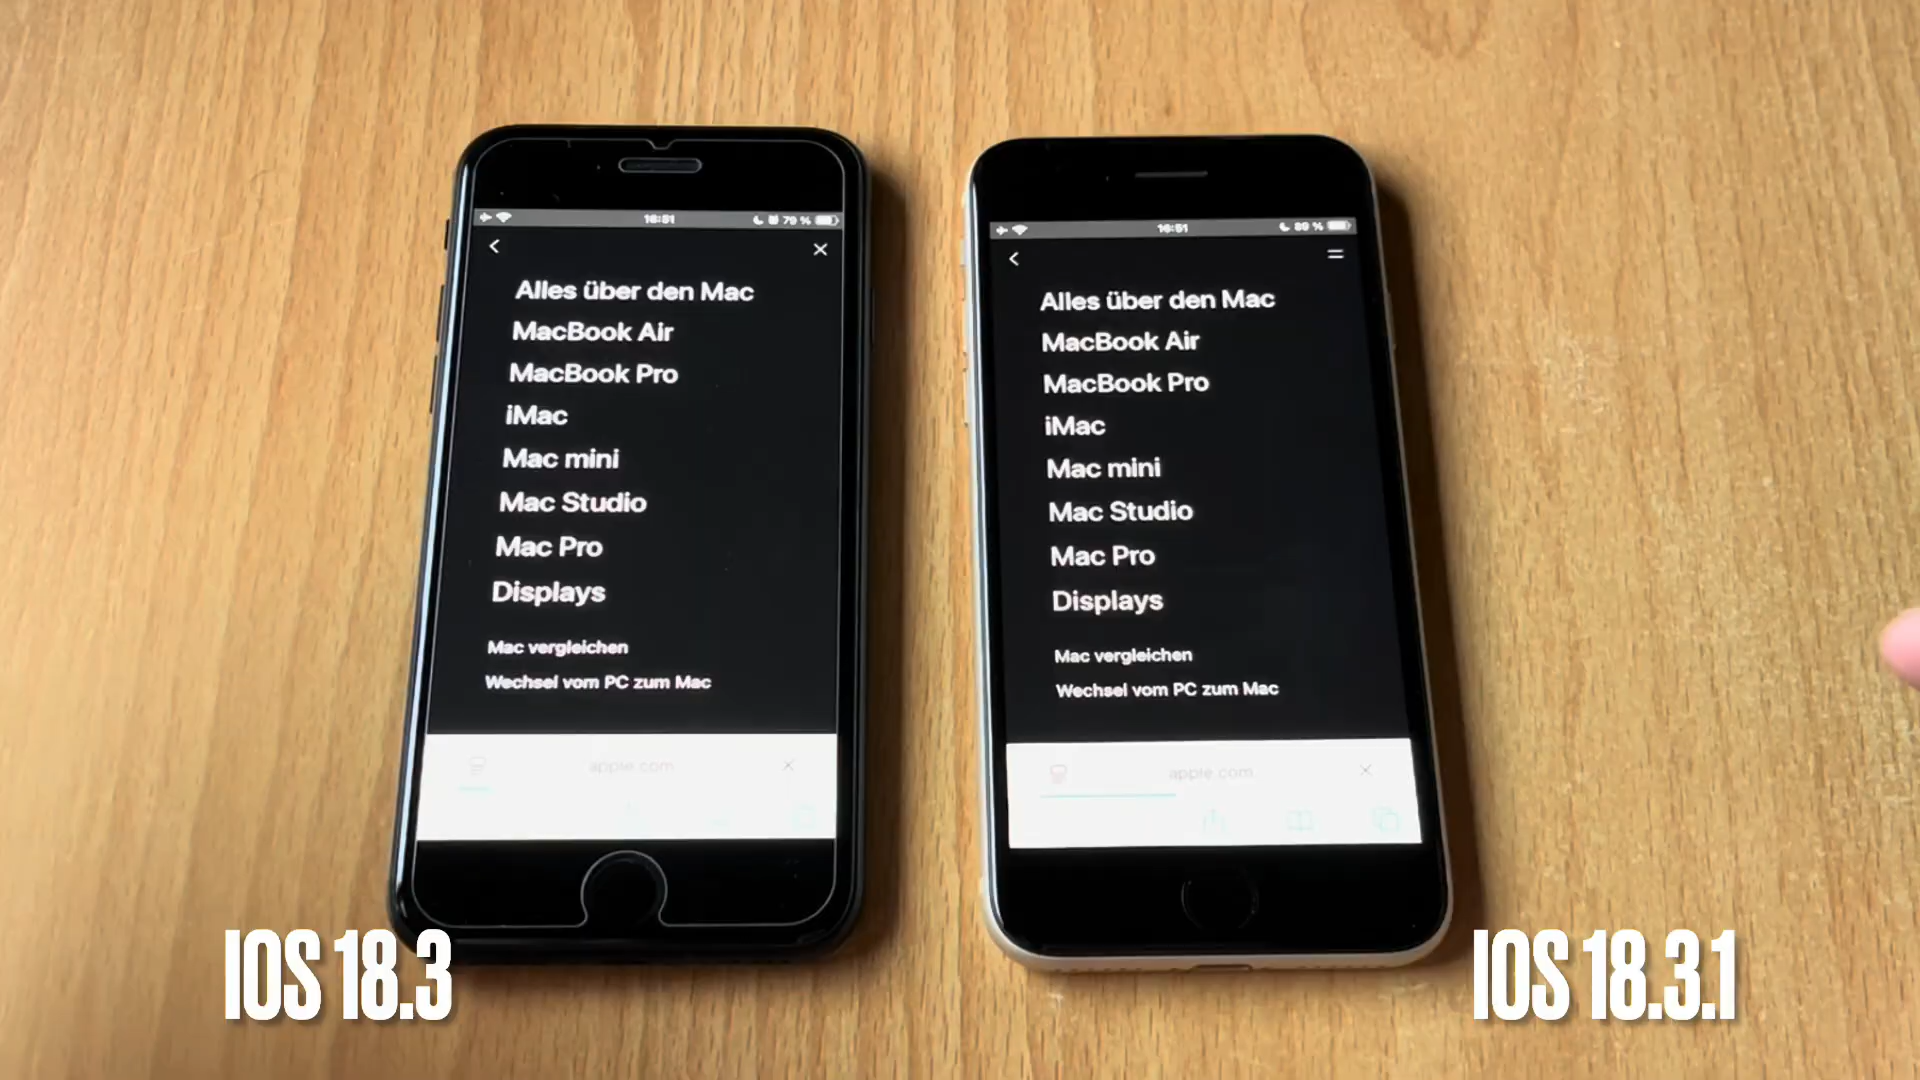 16:51
79 %
Alles über den Mac
MacBook Air
MacBook Pro
iMac
Mac mini
Mac Studio
Mac Pro
Displays
Mac vergleichen
Wechsel vom PC zum Mac
apple.com
16:51
89 %
Alles über den Mac
MacBook Air
MacBook Pro
iMac
Mac mini
Mac Studio
Mac Pro
Displays
Mac vergleichen
Wechsel vom PC zum Mac
apple.com
IOS 18.3
IOS 18.3.1